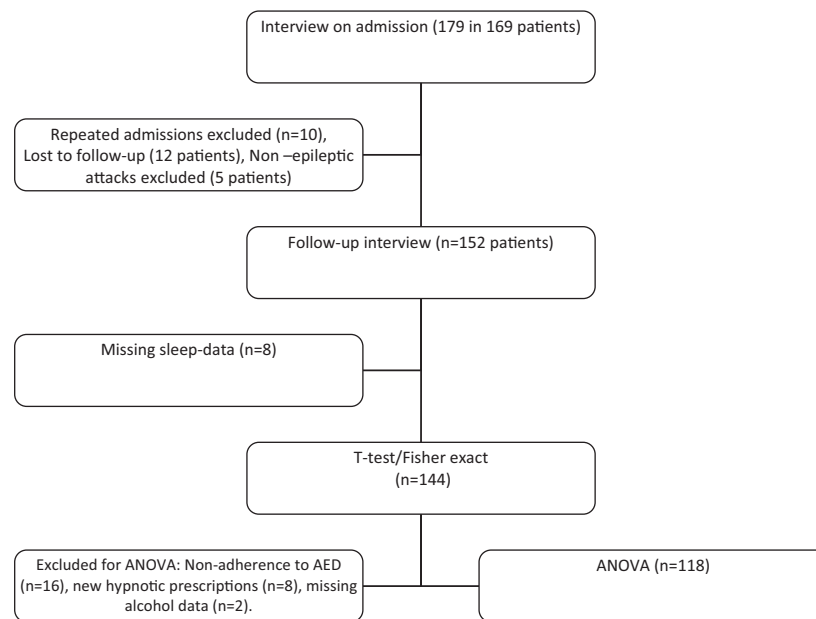 Interview on admission (179 in 169 patients)
Repeated admissions excluded (n=10),
Lost to follow-up (12 patients), Non –epileptic
attacks excluded (5 patients)
Follow-up interview (n=152 patients)
Missing sleep-data (n=8)
T-test/Fisher exact
(n=144)
Excluded for ANOVA: Non-adherence to AED
(n=16), new hypnotic prescriptions (n=8), missing
alcohol data (n=2).
ANOVA (n=118)